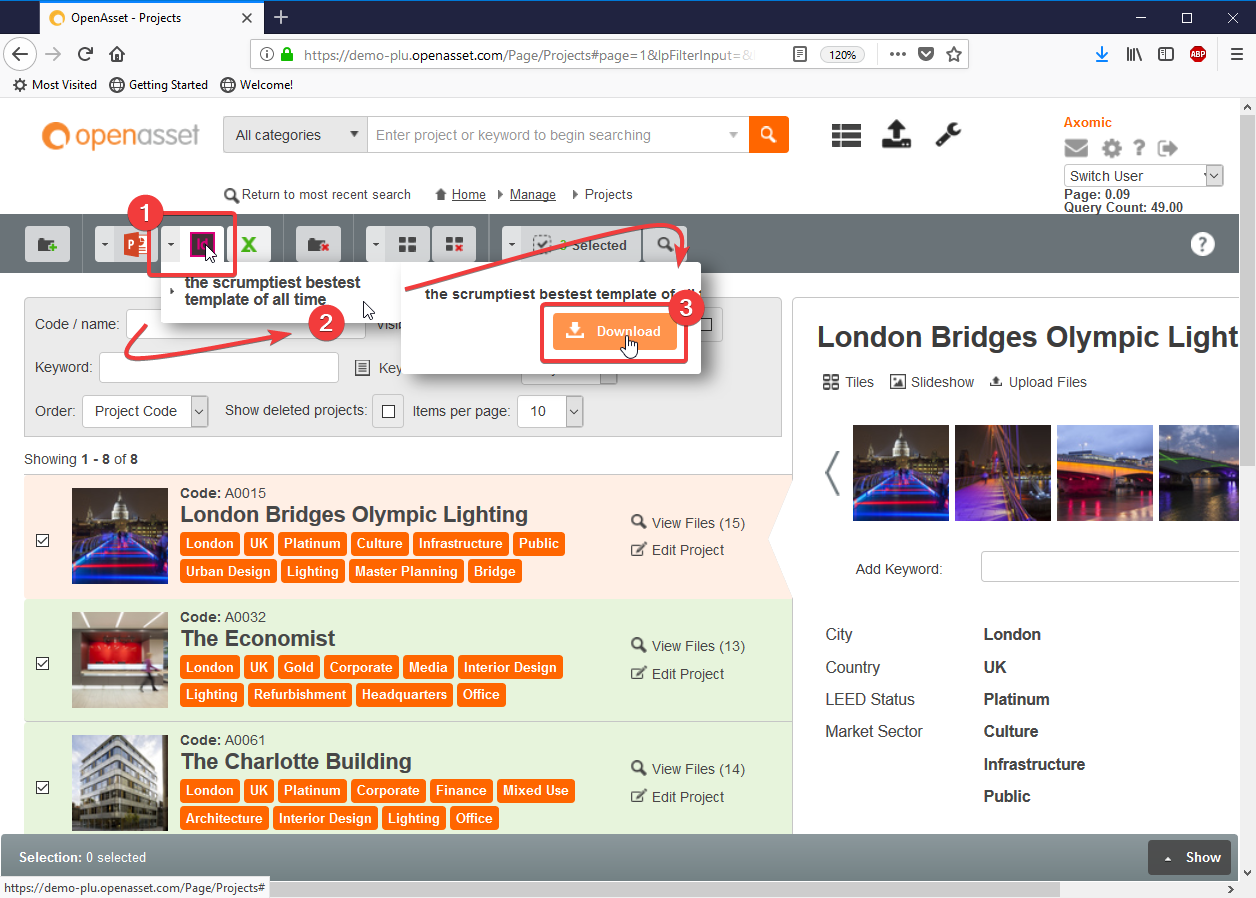 OpenAsset - Projects
https://demo-plu.openasset.com/Page/Projects#page=1&lpFilterInput=&
120%
ABP
Most Visited
Getting Started
Welcome!
openasset
All categories
Enter project or keyword to begin searching
Axomic
Switch User
Page: 0.09
Query Count: 49.00
Return to most recent search
Home
Manage
Projects
1
P
Id
X
Selected
?
the scrumptiest bestest
template of all time
the scrumptiest bestest template of all
3
Download
2
Code / name:
Keyword:
Order:
Project Code
Show deleted projects:
Items per page:
10
Showing 1 - 8 of 8
Code: A0015
London Bridges Olympic Lighting
London UK Platinum Culture Infrastructure Public
Urban Design Lighting Master Planning Bridge
View Files (15)
Edit Project
Code: A0032
The Economist
London UK Gold Corporate Media Interior Design
Lighting Refurbishment Headquarters Office
View Files (13)
Edit Project
Code: A0061
The Charlotte Building
London UK Platinum Corporate Finance Mixed Use
Architecture Interior Design Lighting Office
View Files (14)
Edit Project
London Bridges Olympic Light
Tiles
Slideshow
Upload Files
Add Keyword:
City London
Country UK
LEED Status Platinum
Market Sector Culture
Infrastructure
Public
Selection: 0 selected
Show
https://demo-plu.openasset.com/Page/Projects#